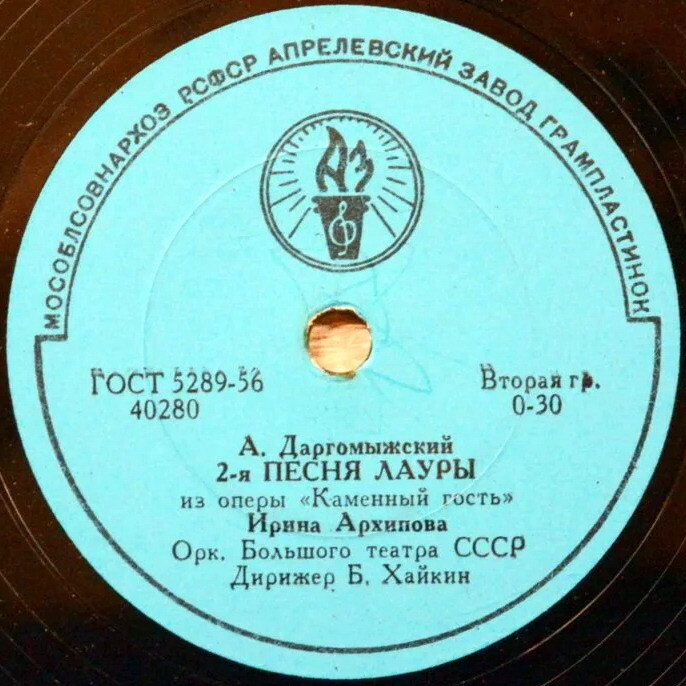 МОСОБЛСОВНАРХОЗ РСФСР АПРЕЛЕВСКИЙ ЗАВОД ГРАМПЛАСТИНОК
АЗ
ГОСТ 5289-56
40280
Вторая гр.
0-30
А. Даргомыжский
2-я ПЕСНЯ ЛАУРЫ
из оперы «Каменный гость»
Ирина Архипова
Орк. Большого театра СССР
Дирижер Б. Хайкин